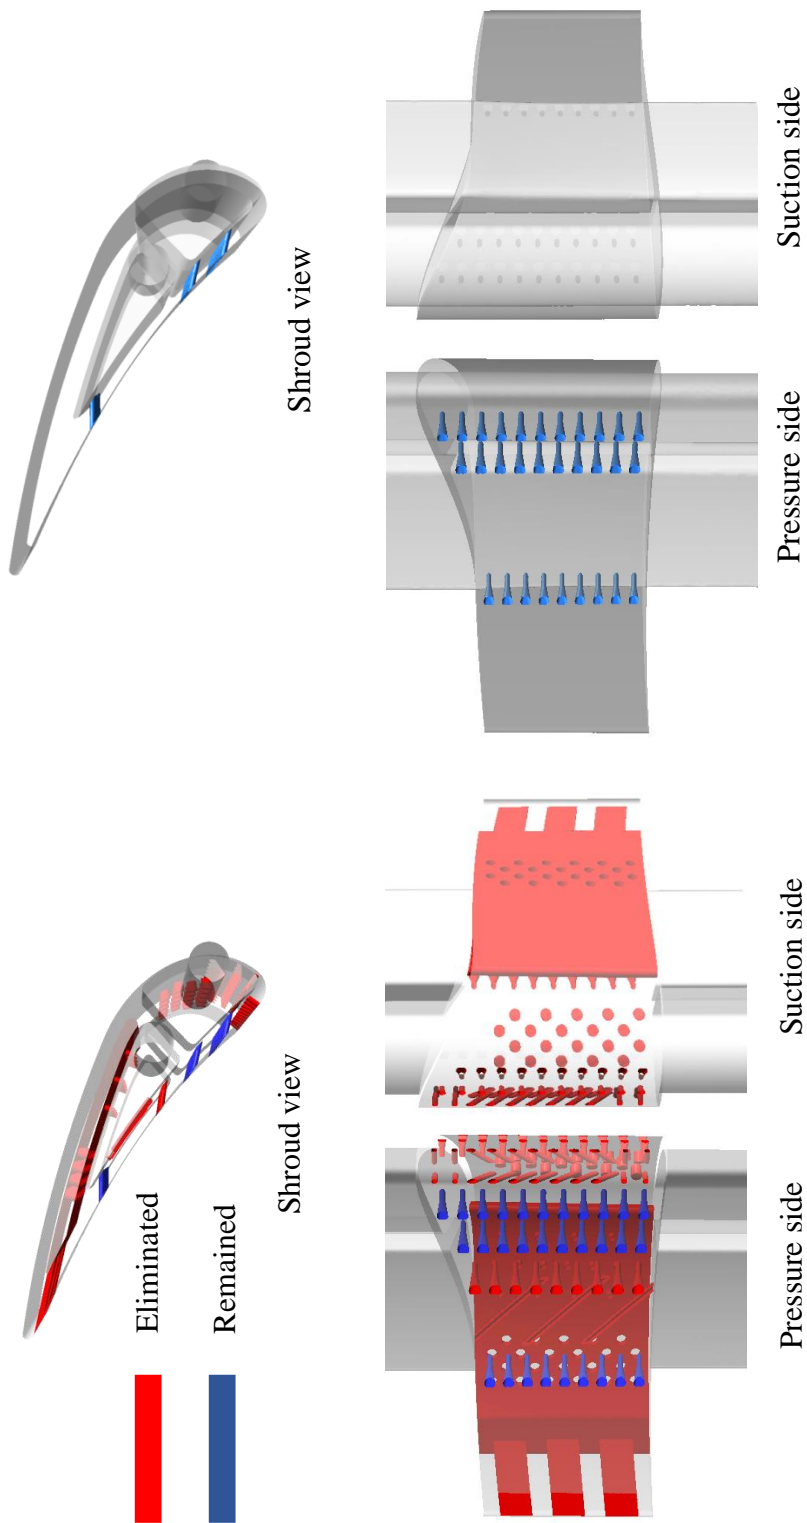 Eliminated
Remained
Shroud view
Shroud view
Pressure side
Suction side
Pressure side
Suction side